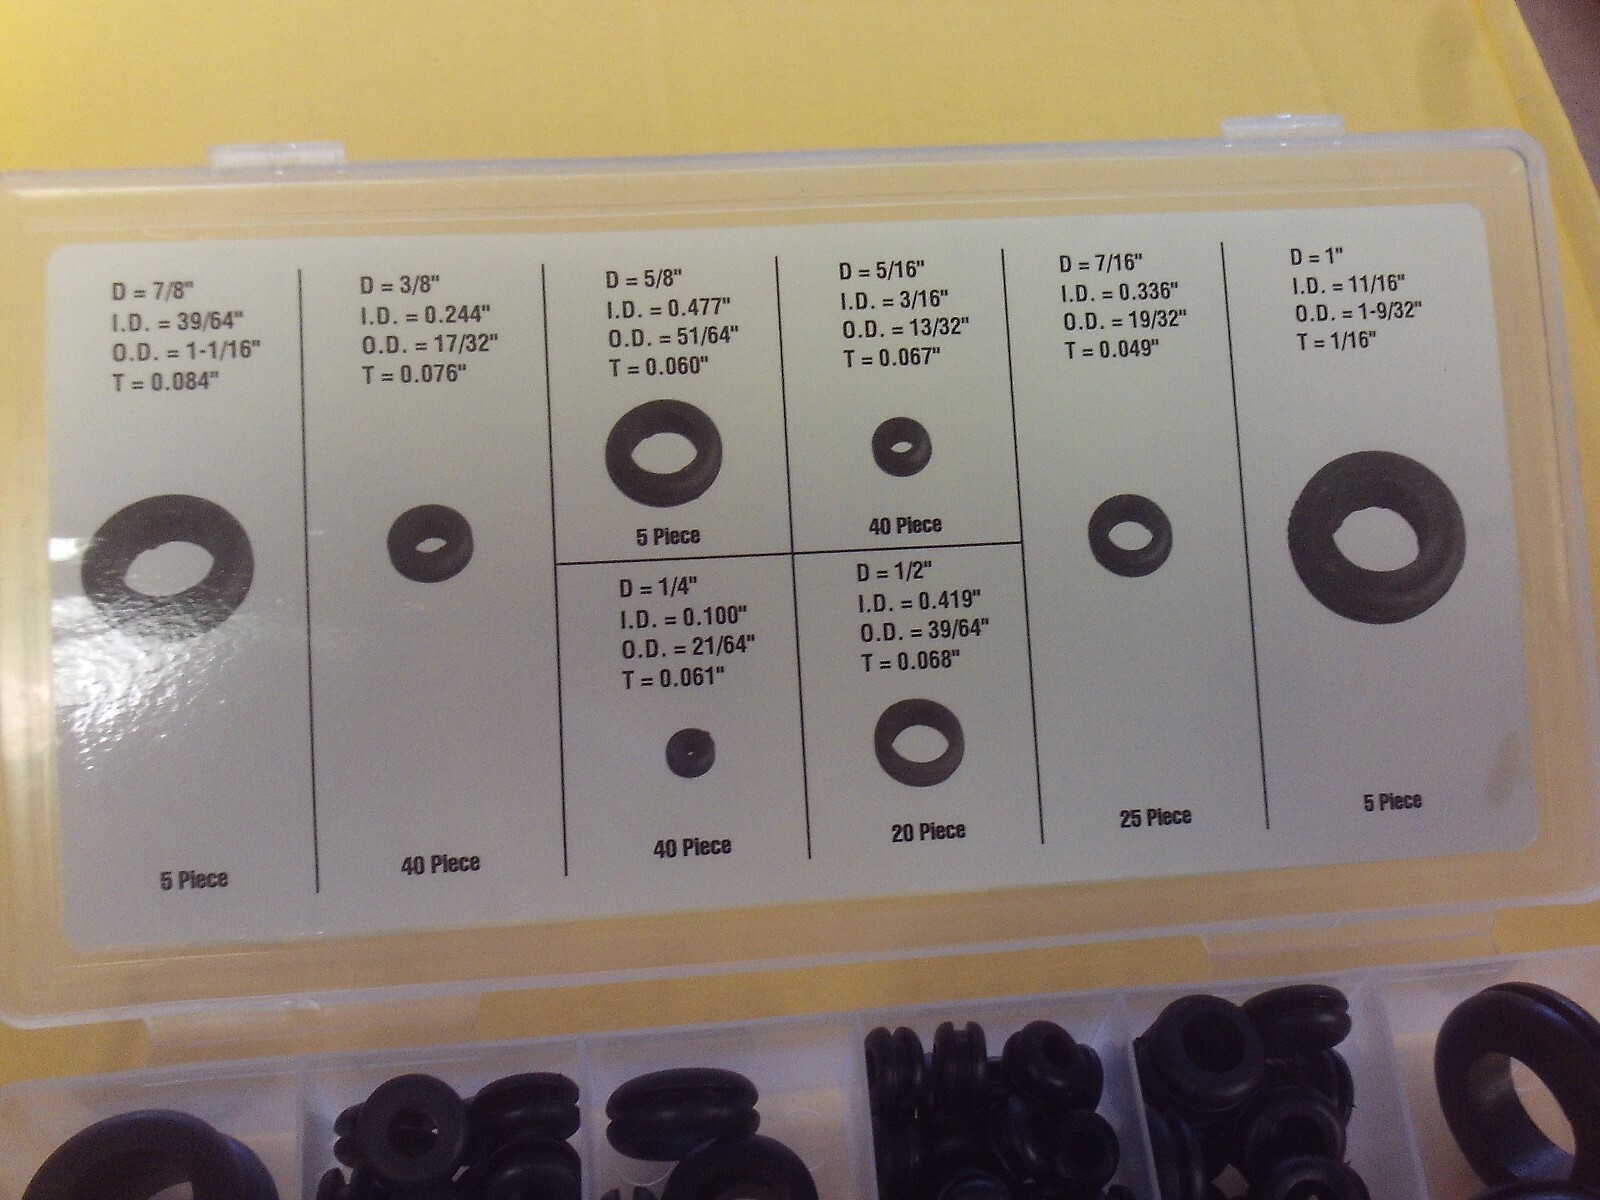 D = 7/8"
I.D. = 39/64"
O.D. = 1-1/16"
T = 0.084"
5 Piece
D = 3/8"
I.D. = 0.244"
O.D. = 17/32"
T = 0.076"
40 Piece
D = 5/8"
I.D. = 0.477"
O.D. = 51/64"
T = 0.060"
5 Piece
D = 1/4"
I.D. = 0.100"
O.D. = 21/64"
T = 0.061"
40 Piece
D = 5/16"
I.D. = 3/16"
O.D. = 13/32"
T = 0.067"
40 Piece
D = 1/2"
I.D. = 0.419"
O.D. = 39/64"
T = 0.068"
20 Piece
D = 7/16"
I.D. = 0.336"
O.D. = 19/32"
T = 0.049"
25 Piece
D = 1"
I.D. = 11/16"
O.D. = 1-9/32"
T = 1/16"
5 Piece